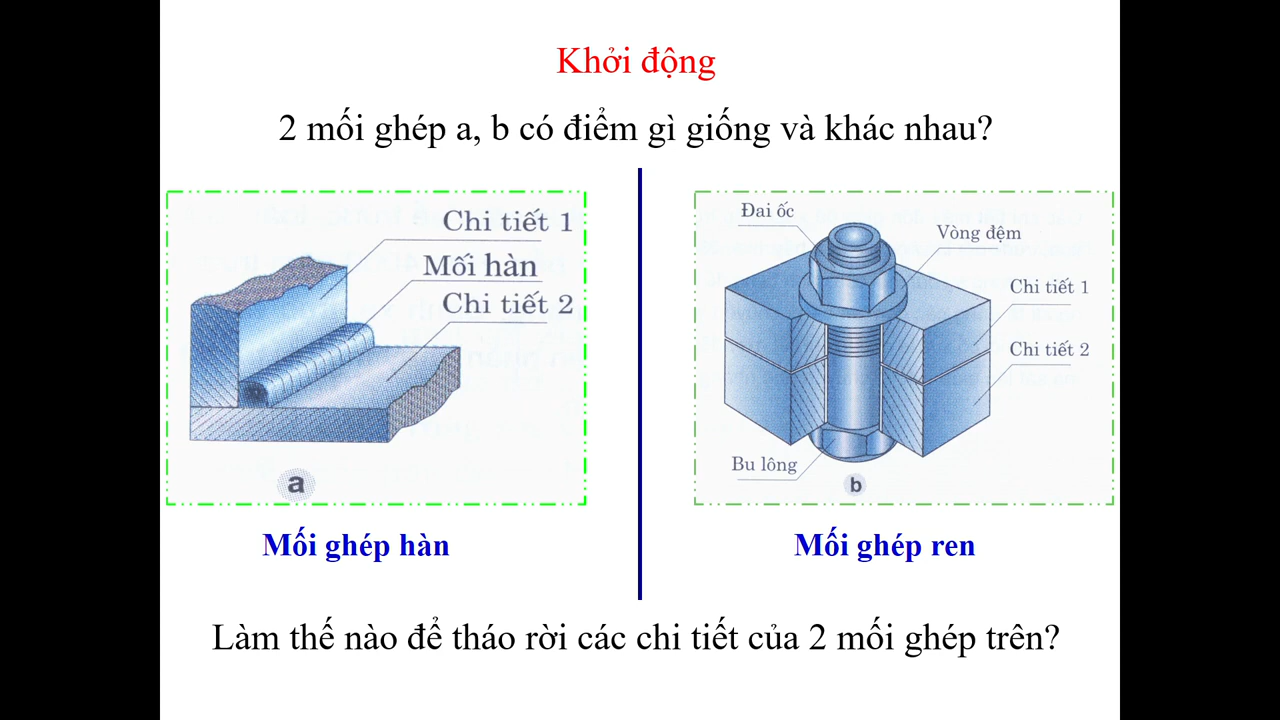 Khởi động
2 mối ghép a, b có điểm gì giống và khác nhau?
Chi tiết 1
Mối hàn
Chi tiết 2
a
Mối ghép hàn
Đai ốc
Vòng đệm
Chi tiết 1
Chi tiết 2
Bu lông
b
Mối ghép ren
Làm thế nào để tháo rời các chi tiết của 2 mối ghép trên?